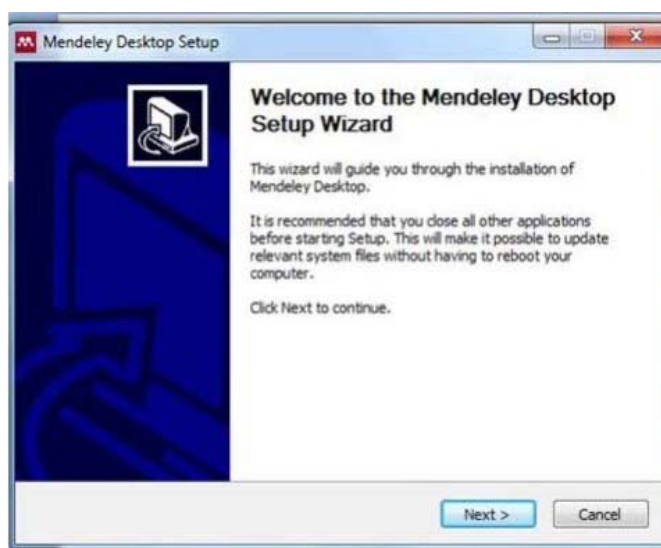 Mendeley Desktop Setup
Welcome to the Mendeley Desktop
Setup Wizard
This wizard will guide you through the installation of
Mendeley Desktop.
It is recommended that you close all other applications
before starting Setup. This will make it possible to update
relevant system files without having to reboot your
computer.
Click Next to continue.
Next >
Cancel